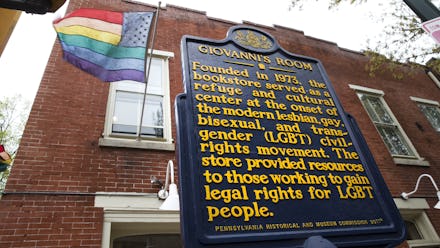 GIOVANNI'S ROOM
Founded in 1973, the
bookstore served as a
refuge and cultural
center at the onset of
the modern lesbian, gay,
bisexual, and trans-
gender (LGBT) civil-
rights movement. The
store provided resources
to those working to gain
legal rights for LGBT
people.
PENNSYLVANIA HISTORICAL AND MUSEUM COMMISSION 2011